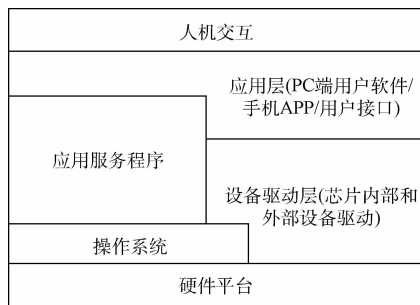 人机交互
应用层(PC端用户软件/
手机APP/用户接口)
应用服务程序
设备驱动层(芯片内部和
外部设备驱动)
操作系统
硬件平台